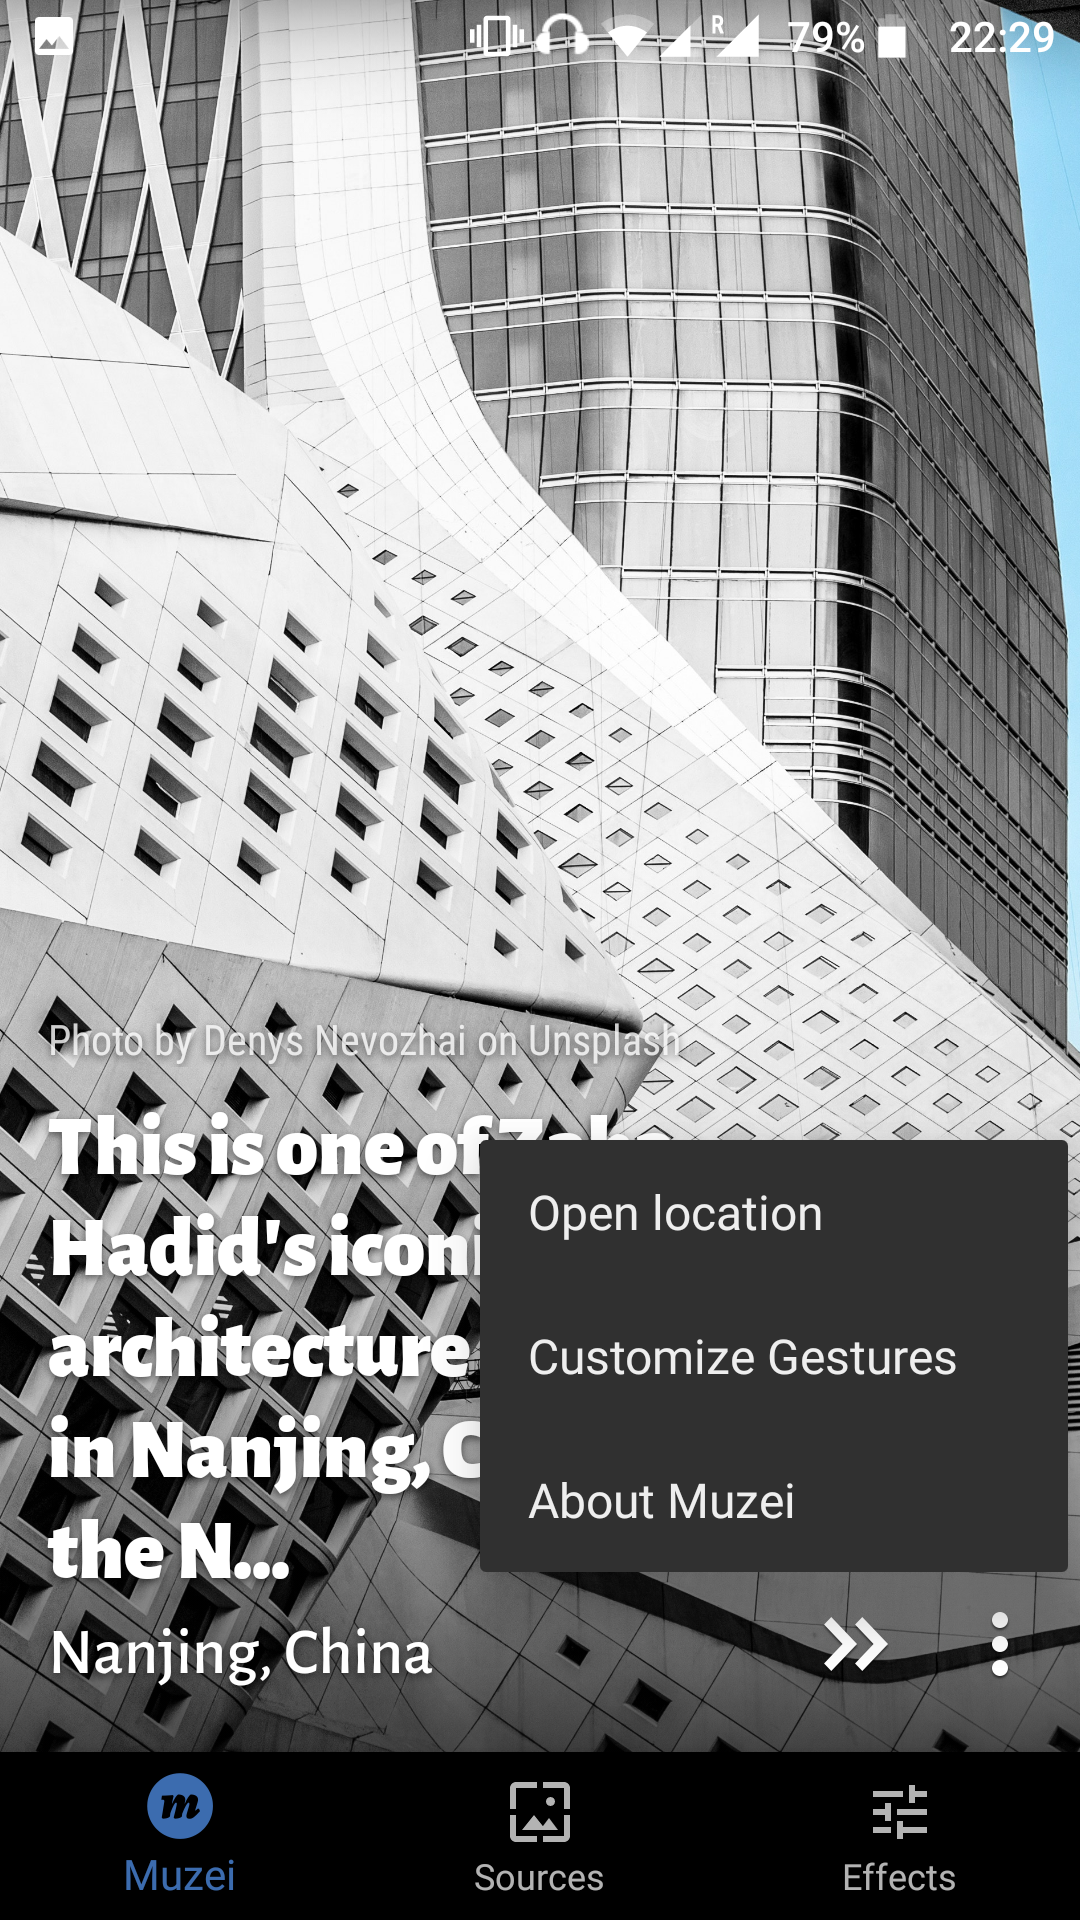 R 79% 22:29
Photo by Denys Nevozhai on Unsplash
This is one of
Hadid's
architecture
in Nanjing,
the N...
Nanjing, China
Open location
Customize Gestures
About Muzei
m
Muzei
Sources
Effects